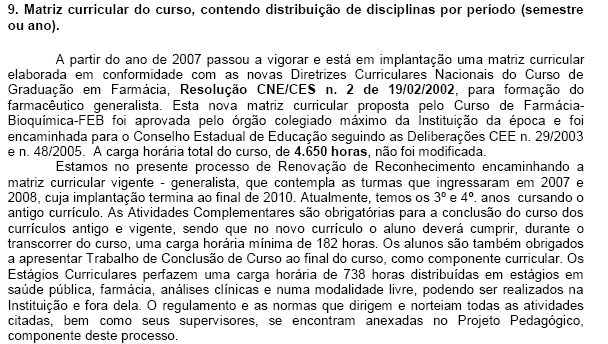 9. Matriz curricular do curso, contendo distribuição de disciplinas por período (semestre
ou ano).
A partir do ano de 2007 passou a vigorar e está em implantação uma matriz curricular
elaborada em conformidade com as novas Diretrizes Curriculares Nacionais do Curso de
Graduação em Farmácia, Resolução CNE/CES n. 2 de 19/02/2002, para formação do
farmacêutico generalista. Esta nova matriz curricular proposta pelo Curso de Farmácia-
Bioquímica-FEB foi aprovada pelo órgão colegiado máximo da Instituição da época e foi
encaminhada para o Conselho Estadual de Educação seguindo as Deliberações CEE n. 29/2003
e n. 48/2005. A carga horária total do curso, de 4.650 horas, não foi modificada.
Estamos no presente processo de Renovação de Reconhecimento encaminhando a
matriz curricular vigente - generalista, que contempla as turmas que ingressaram em 2007 e
2008, cuja implantação termina ao final de 2010. Atualmente, temos os 3º e 4º. anos cursando o
antigo currículo. As Atividades Complementares são obrigatórias para a conclusão do curso dos
currículos antigo e vigente, sendo que no novo currículo o aluno deverá cumprir, durante o
transcorrer do curso, uma carga horária mínima de 182 horas. Os alunos são também obrigados
a apresentar Trabalho de Conclusão de Curso ao final do curso, como componente curricular. Os
Estágios Curriculares perfazem uma carga horária de 738 horas distribuídas em estágios em
saúde pública, farmácia, análises clínicas e numa modalidade livre, podendo ser realizados na
Instituição e fora dela. O regulamento e as normas que dirigem e norteiam todas as atividades
citadas, bem como seus supervisores, se encontram anexadas no Projeto Pedagógico,
componente deste processo.